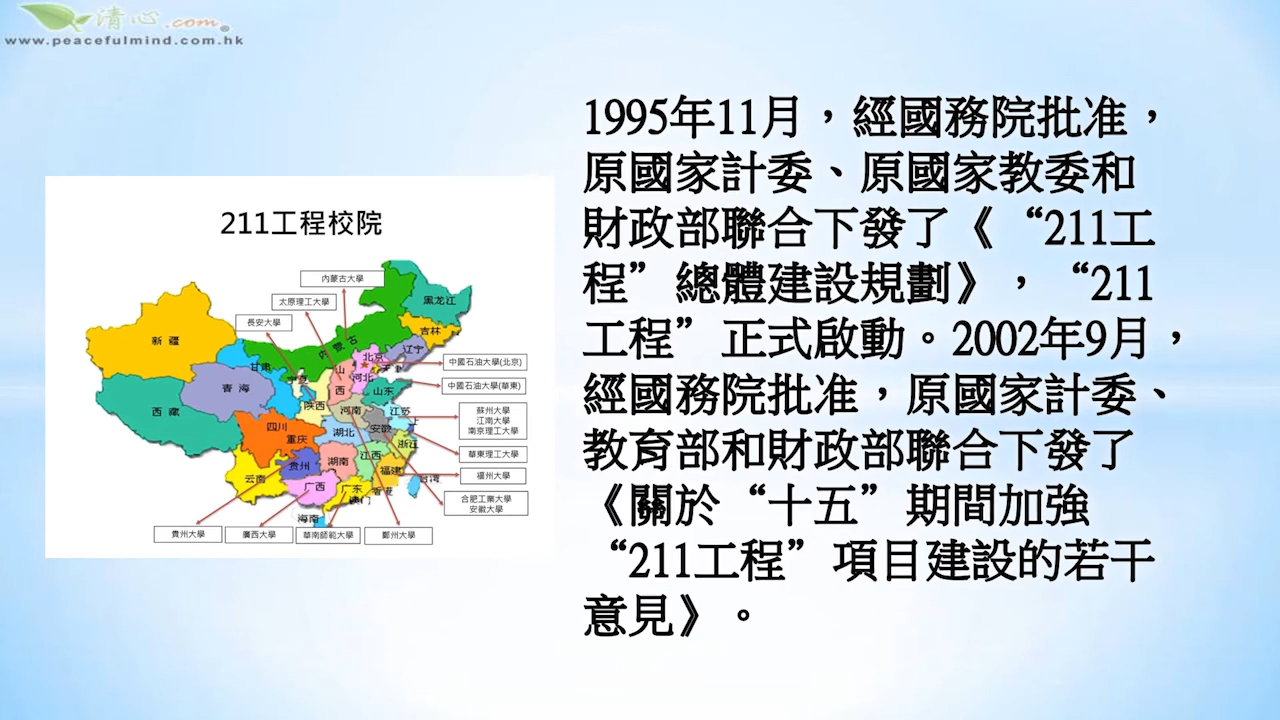 清心.com
www.peacefulmind.com.hk
211工程校院
內蒙古大學
太原理工大學
長安大學
黑龙江
吉林
辽宁
内蒙古
北京
天津
河北
新疆
甘肃
宁夏
山西
山东
青海
陕西
河南
江苏
西藏
四川
重庆
湖北
安徽
浙江
贵州
湖南
江西
福建
云南
广西
广东
香港
澳门
台湾
海南
中國石油大學(北京)
中國石油大學(華東)
蘇州大學
江南大學
南京理工大學
華東理工大學
福州大學
合肥工業大學
安徽大學
貴州大學
廣西大學
華南師範大學
鄭州大學
1995年11月，經國務院批准，
原國家計委、原國家教委和
財政部聯合下發了《“211工
程”總體建設規劃》，“211
工程”正式啟動。2002年9月，
經國務院批准，原國家計委、
教育部和財政部聯合下發了
《關於“十五”期間加強
“211工程”項目建設的若干
意見》。